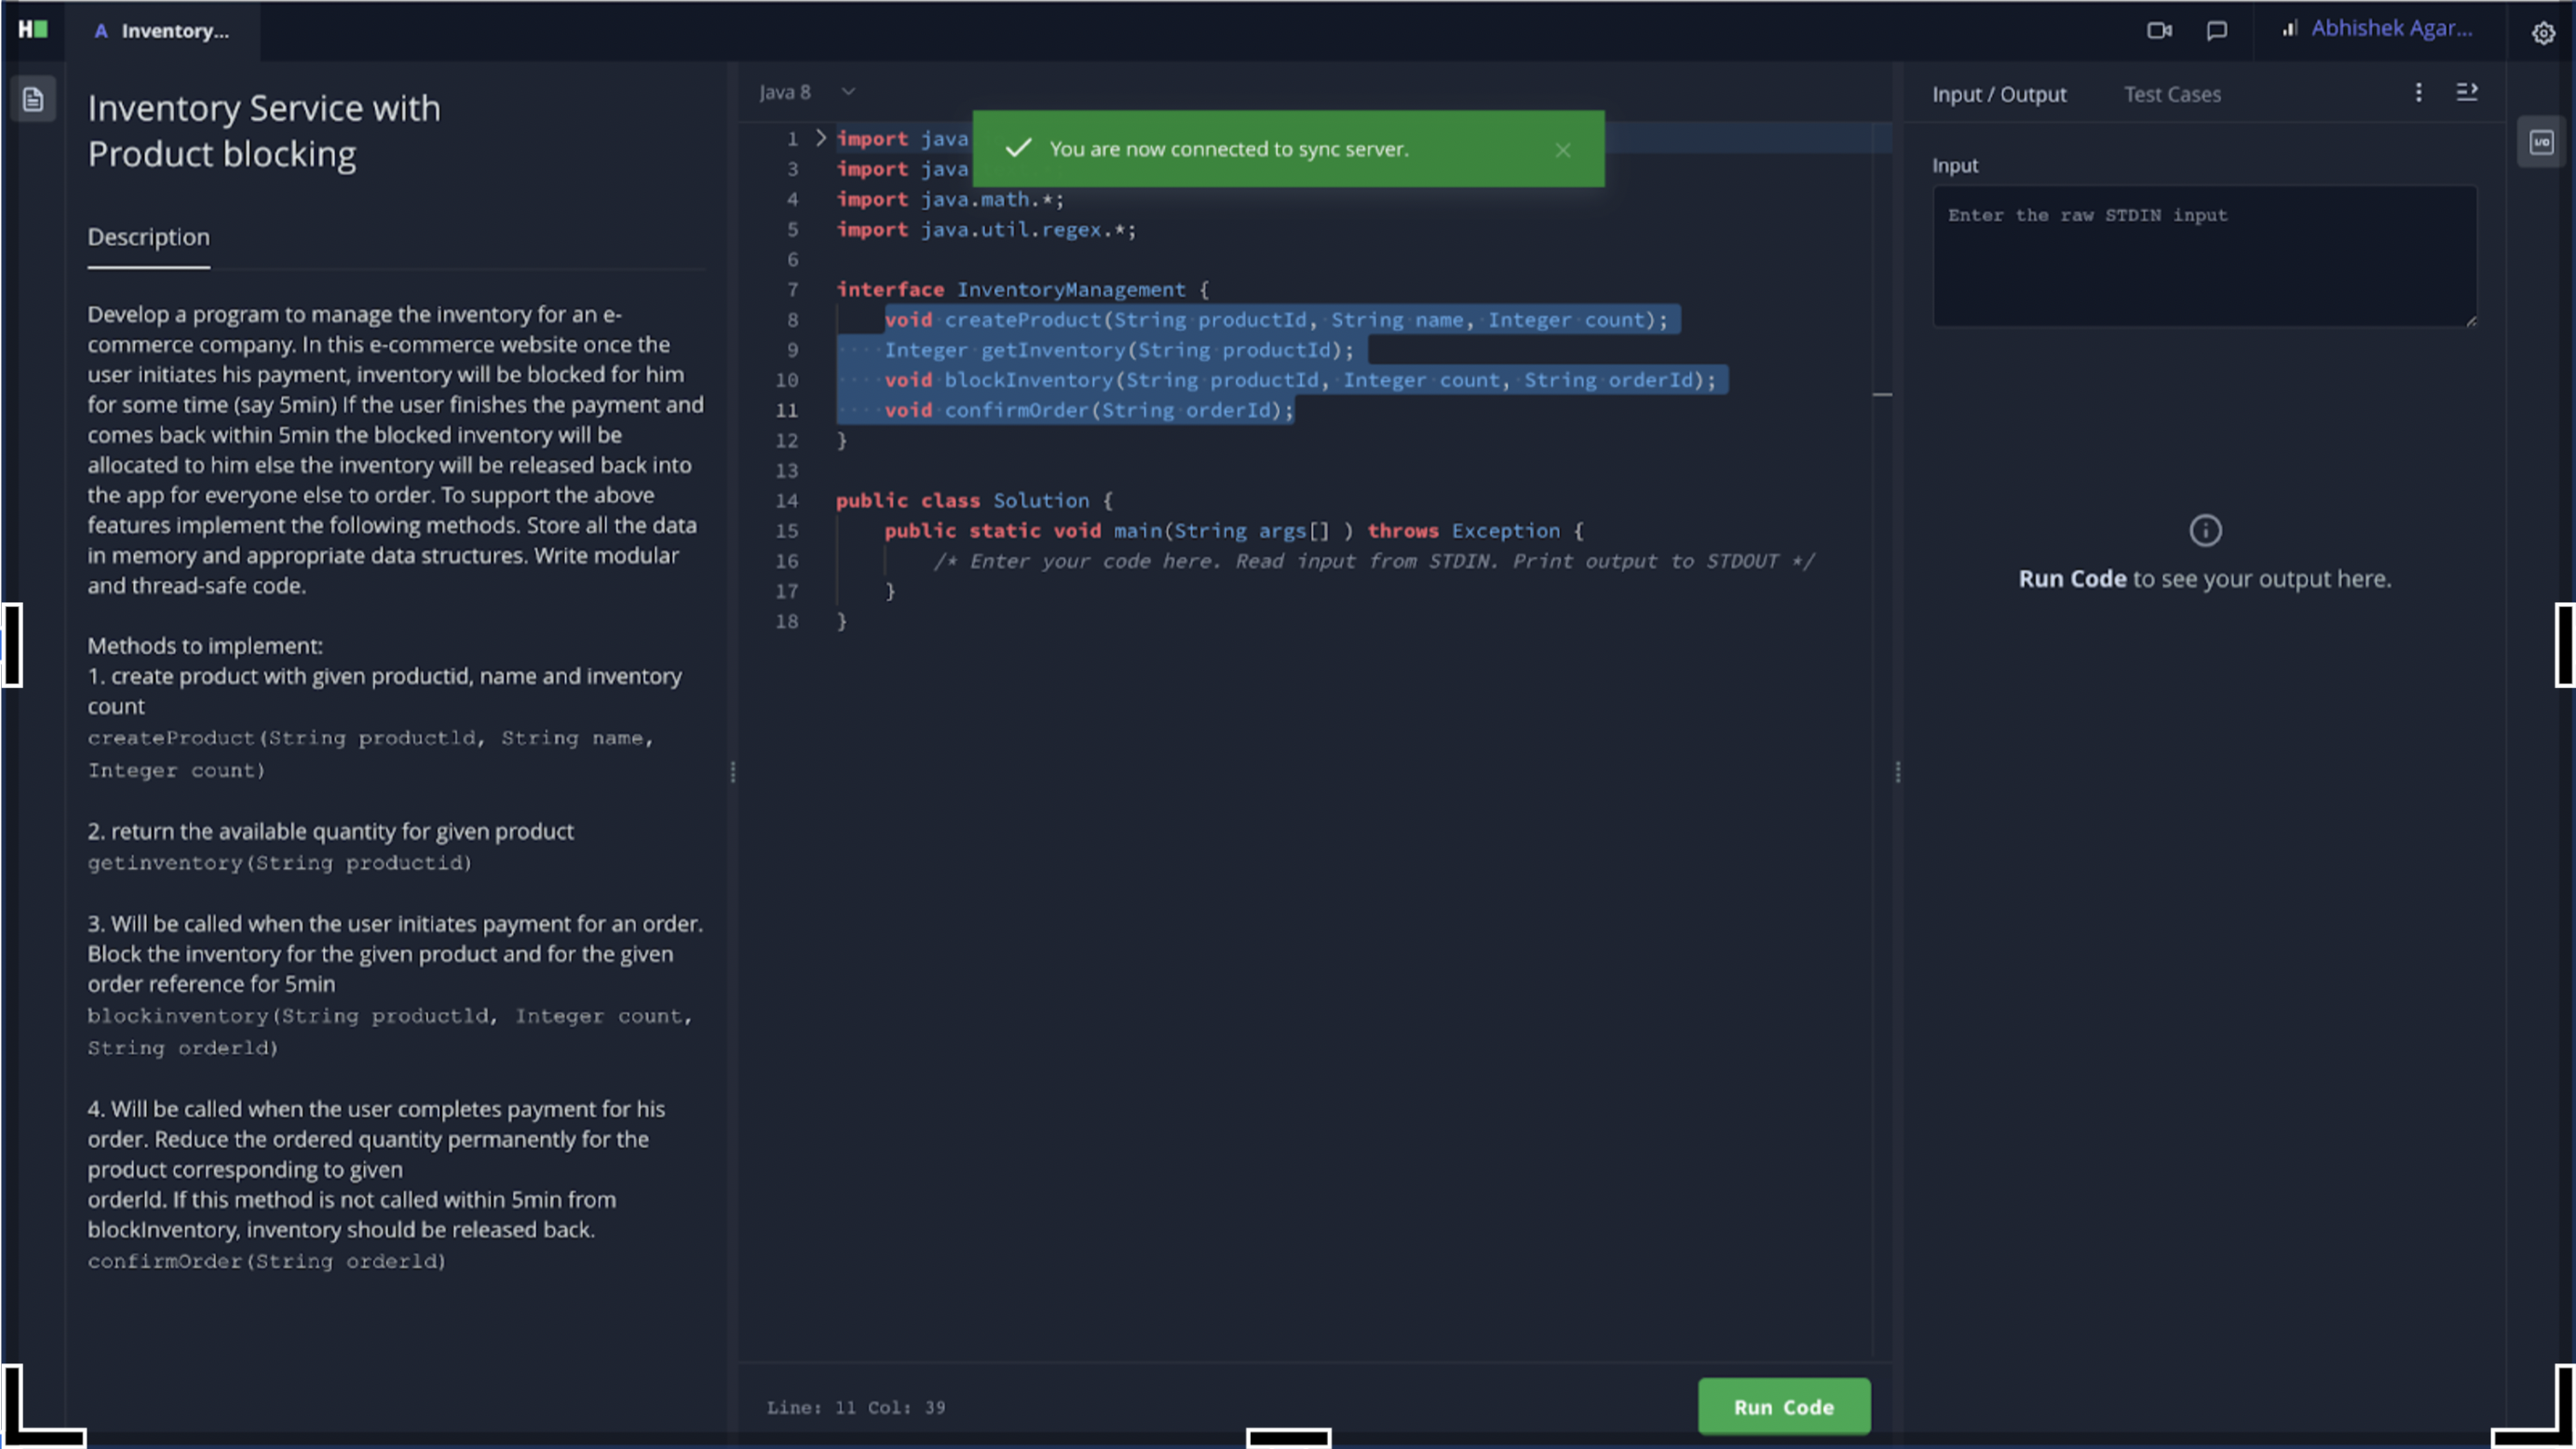 H
A Inventory...
Abhishek Agar...
Inventory Service with
Product blocking
Description
Develop a program to manage the inventory for an e-
commerce company. In this e-commerce website once the
user initiates his payment, inventory will be blocked for him
for some time (say 5min) If the user finishes the payment and
comes back within 5min the blocked inventory will be
allocated to him else the inventory will be released back into
the app for everyone else to order. To support the above
features implement the following methods. Store all the data
in memory and appropriate data structures. Write modular
and thread-safe code.
Methods to implement:
1. create product with given productid, name and inventory
count
createProduct(String productld, String name,
Integer count)
2. return the available quantity for given product
getinventory(String productid)
3. Will be called when the user initiates payment for an order.
Block the inventory for the given product and for the given
order reference for 5min
blockinventory(String productld, Integer count,
String orderld)
4. Will be called when the user completes payment for his
order. Reduce the ordered quantity permanently for the
product corresponding to given
orderld. If this method is not called within 5min from
blockInventory, inventory should be released back.
confirmOrder(String orderld)
Java 8
You are now connected to sync server.
1 import java
3 import java
4 import java.math.*;
5 import java.util.regex.*;
6
7 interface InventoryManagement {
8 void createProduct(String productId, String name, Integer count);
9 Integer getInventory(String productId);
10 void blockInventory(String productId, Integer count, String orderId);
11 void confirmOrder(String orderId);
12 }
13
14 public class Solution {
15 public static void main(String args[] ) throws Exception {
16 /* Enter your code here. Read input from STDIN. Print output to STDOUT */
17 }
18 }
Line: 11 Col: 39
Run Code
Input / Output
Test Cases
I/O
Input
Enter the raw STDIN input
Run Code to see your output here.